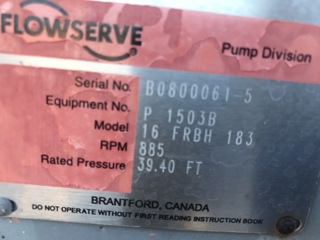 FLOWSERVE
Pump Division
Serial No. B0800061-5
Equipment No. P 1503B
Model 16 FRBH 183
RPM 885
Rated Pressure 39.40 FT
BRANTFORD, CANADA
DO NOT OPERATE WITHOUT FIRST READING INSTRUCTION BOOK